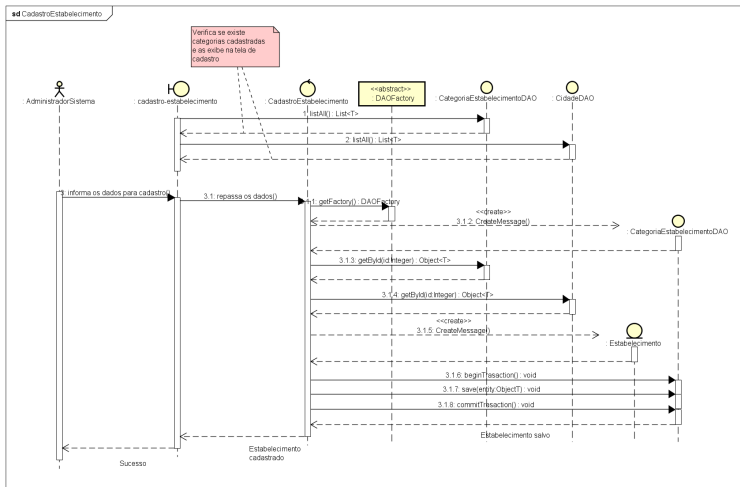 sd CadastroEstabelecimento
Verifica se existe
categorias cadastradas
e as exibe na tela de
cadastro
: AdministradorSistema
: cadastro-estabelecimento
CadastroEstabelecimento
<<abstract>>
: DAOFactory
: CategoriaEstabelecimentoDAO
: CidadeDAO
1: listAll() : List<T>
2: listAll() : List<T>
3: informa os dados para cadastro()
3.1: repassa os dados()
1: getFactory() : DAOFactory
<<create>>
3.1.2: CreateMessage()
: CategoriaEstabelecimentoDAO
3.1.3: getById(id:Integer) : Object<T>
3.1.4: getById(id:Integer) : Object<T>
<<create>>
3.1.5: CreateMessage()
: Estabelecimento
3.1.6: beginTrasaction() : void
3.1.7: save(entity:ObjectT) : void
3.1.8: commitTrasaction() : void
Estabelecimento salvo
Estabelecimento
cadastrado
Sucesso